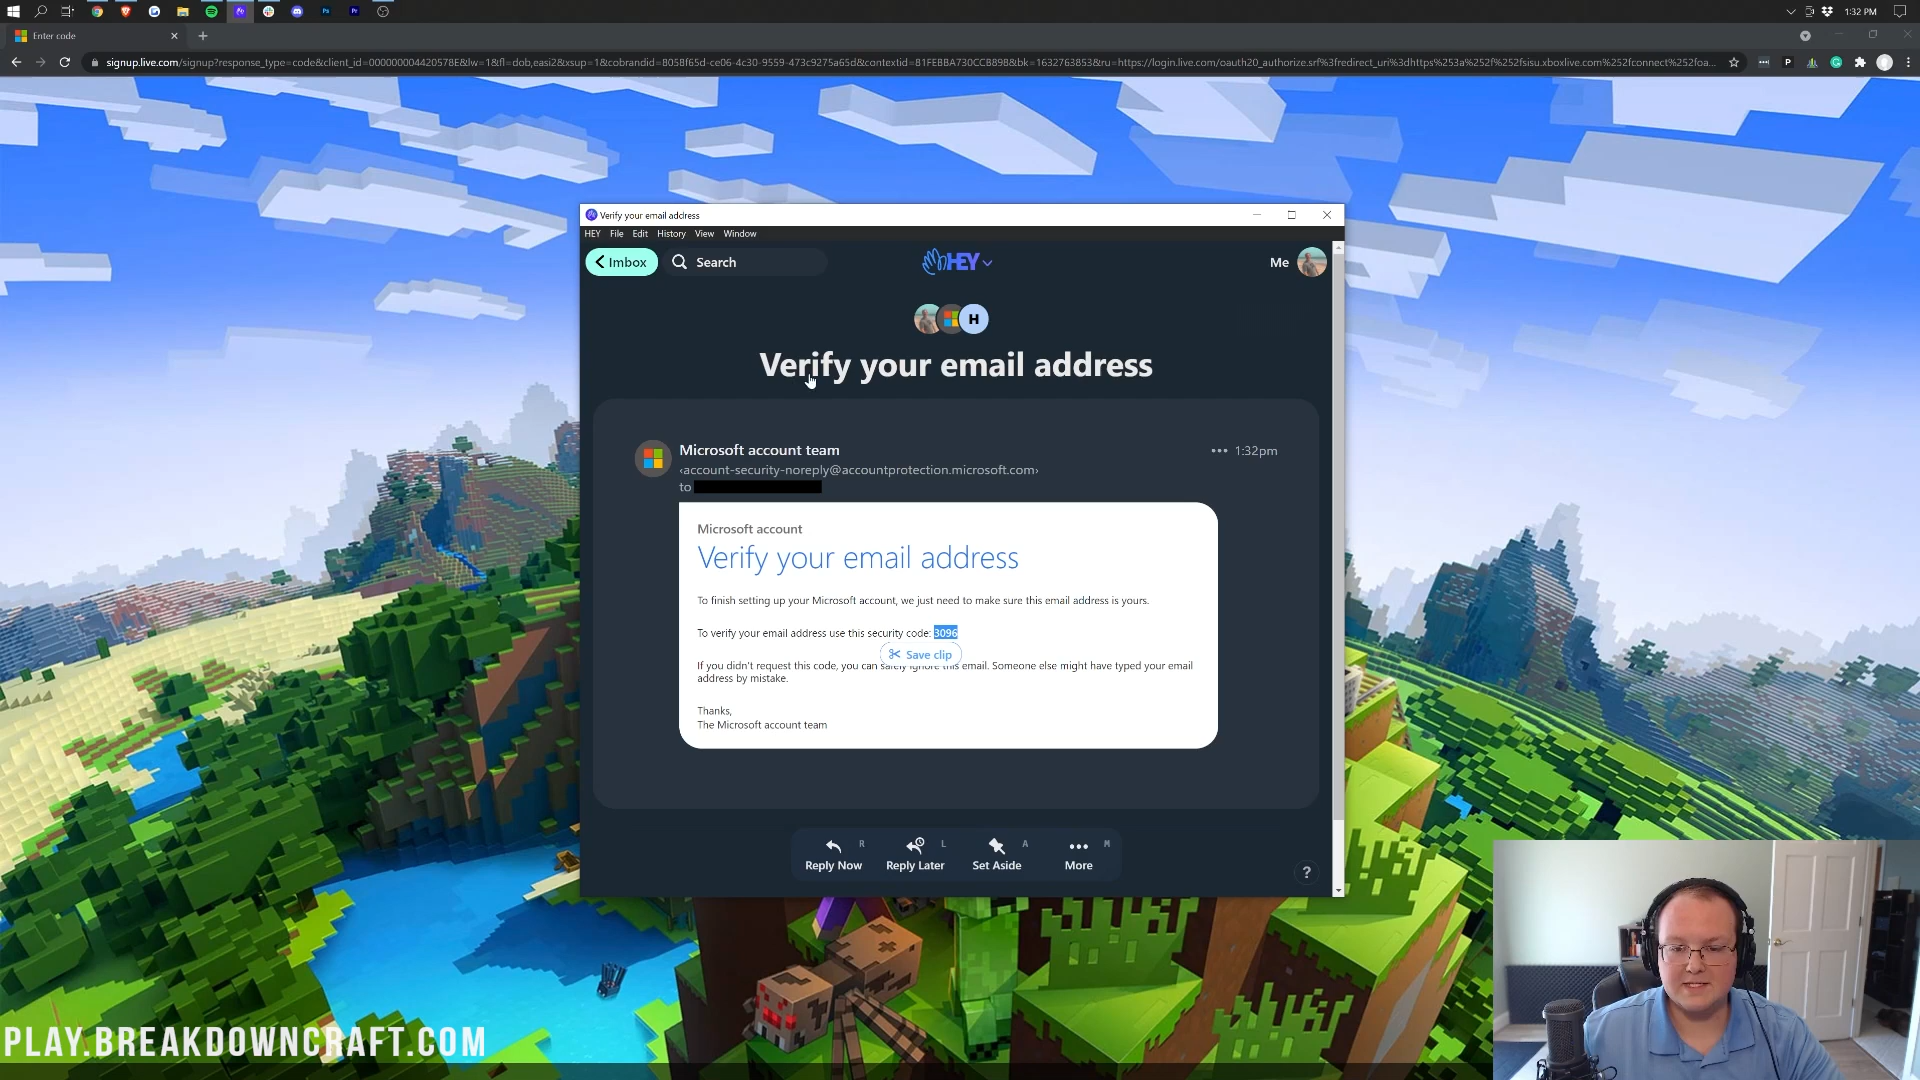 1:32 PM
Enter code
signup.live.com/signup?response_type=code&client_id=000000004420578E&lw=1&fl=dob,easi2&xsup=1&cobrandid=8058f65d-ce06-4c30-9559-473c9275a65d&contextid=81FEBBA730CCB898&bk=1632763853&ru=https://login.live.com/oauth20_authorize.srf%3fredirect_uri%3dhttps%253a%252f%252fsisu.xboxlive.com%252fconnect%252foa...
Verify your email address
HEY File Edit History View Window
Imbox
Search
HEY
Me
H
Verify your email address
Microsoft account team
1:32pm
<account-security-noreply@accountprotection.microsoft.com>
to
Microsoft account
Verify your email address
To finish setting up your Microsoft account, we just need to make sure this email address is yours.
To verify your email address use this security code: 3096
Save clip
If you didn't request this code, you can safely ignore this email. Someone else might have typed your email
address by mistake.
Thanks,
The Microsoft account team
R L A M
Reply Now Reply Later Set Aside More
?
PLAY.BREAKDOWNCRAFT.COM